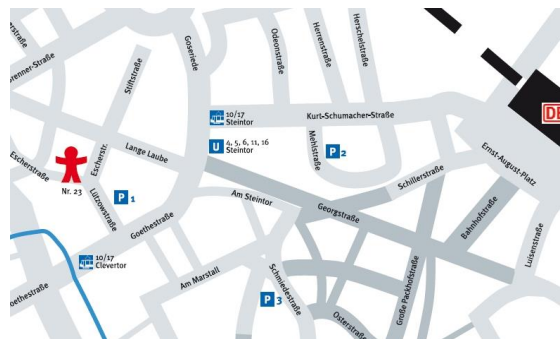 Goseriede
Odeonstraße
Herrenstraße
Herschelstraße
Stiftstraße
10/17
Steintor
Kurt-Schumacher-Straße
DB
Escherstr.
Lange Laube
U
4, 5, 6, 11, 16
Steintor
Mehlstraße
P 2
Ernst-August-Platz
Escherstraße
Nr. 23
Lützowstraße
P 1
Schillerstraße
Am Steintor
Georgstraße
Bahnhofstraße
Goethestraße
Luisenstraße
10/17
Clevertor
Am Marstall
Schmiedestraße
P 3
Große Packhofstraße
Osterstraße